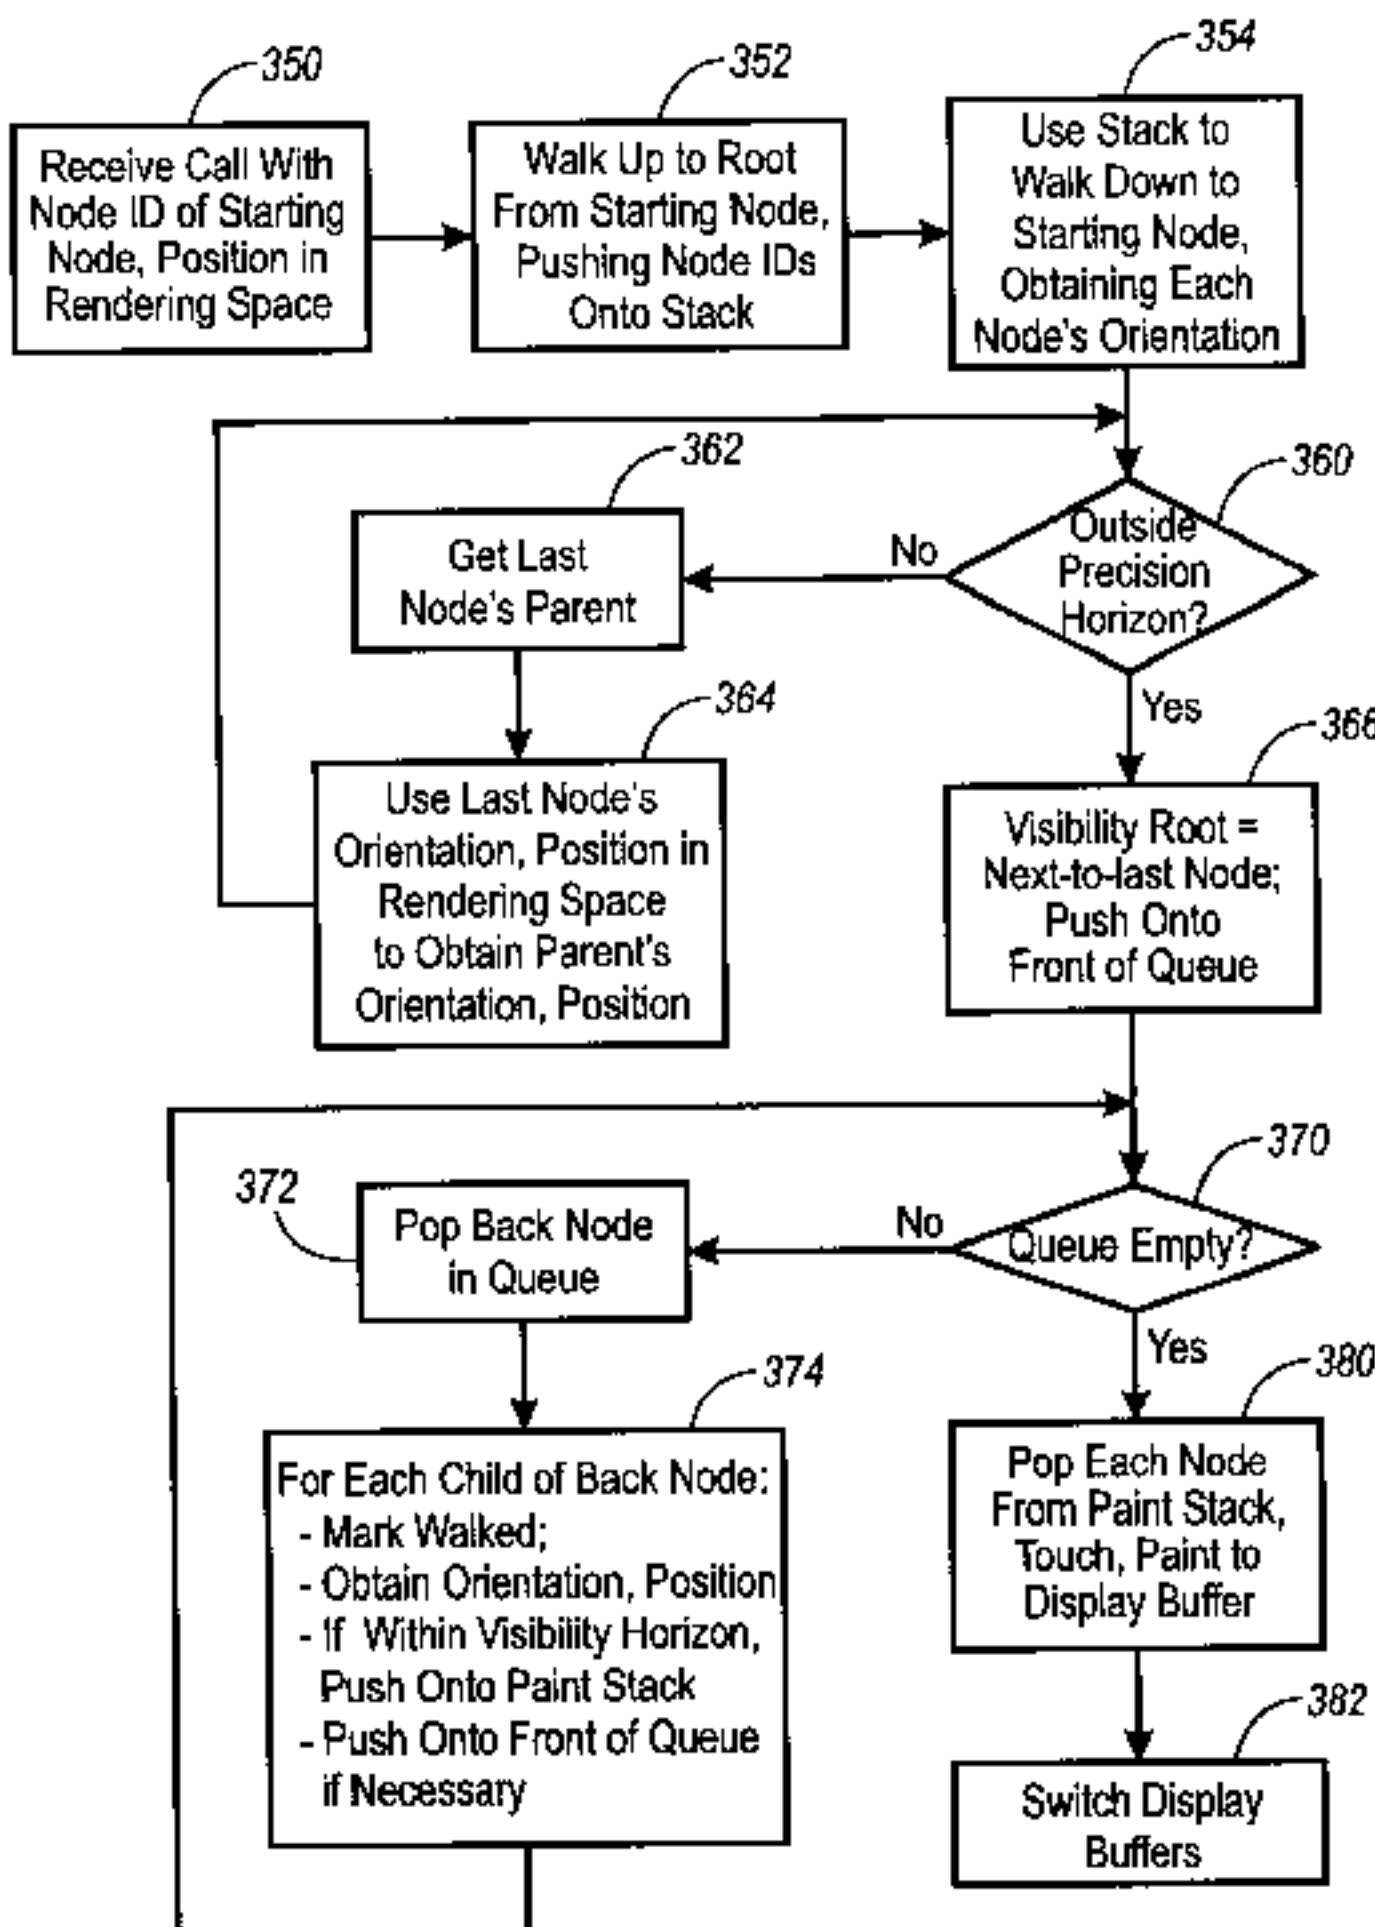 350
Receive Call With
Node ID of Starting
Node, Position in
Rendering Space
352
Walk Up to Root
From Starting Node,
Pushing Node IDs
Onto Stack
354
Use Stack to
Walk Down to
Starting Node,
Obtaining Each
Node's Orientation
360
Outside
Precision
Horizon?
No
Yes
362
Get Last
Node's Parent
364
Use Last Node's
Orientation, Position in
Rendering Space
to Obtain Parent's
Orientation, Position
366
Visibility Root =
Next-to-last Node;
Push Onto
Front of Queue
370
Queue Empty?
No
Yes
372
Pop Back Node
in Queue
374
For Each Child of Back Node:
- Mark Walked;
- Obtain Orientation, Position
- If Within Visibility Horizon,
Push Onto Paint Stack
- Push Onto Front of Queue
if Necessary
380
Pop Each Node
From Paint Stack,
Touch, Paint to
Display Buffer
382
Switch Display
Buffers